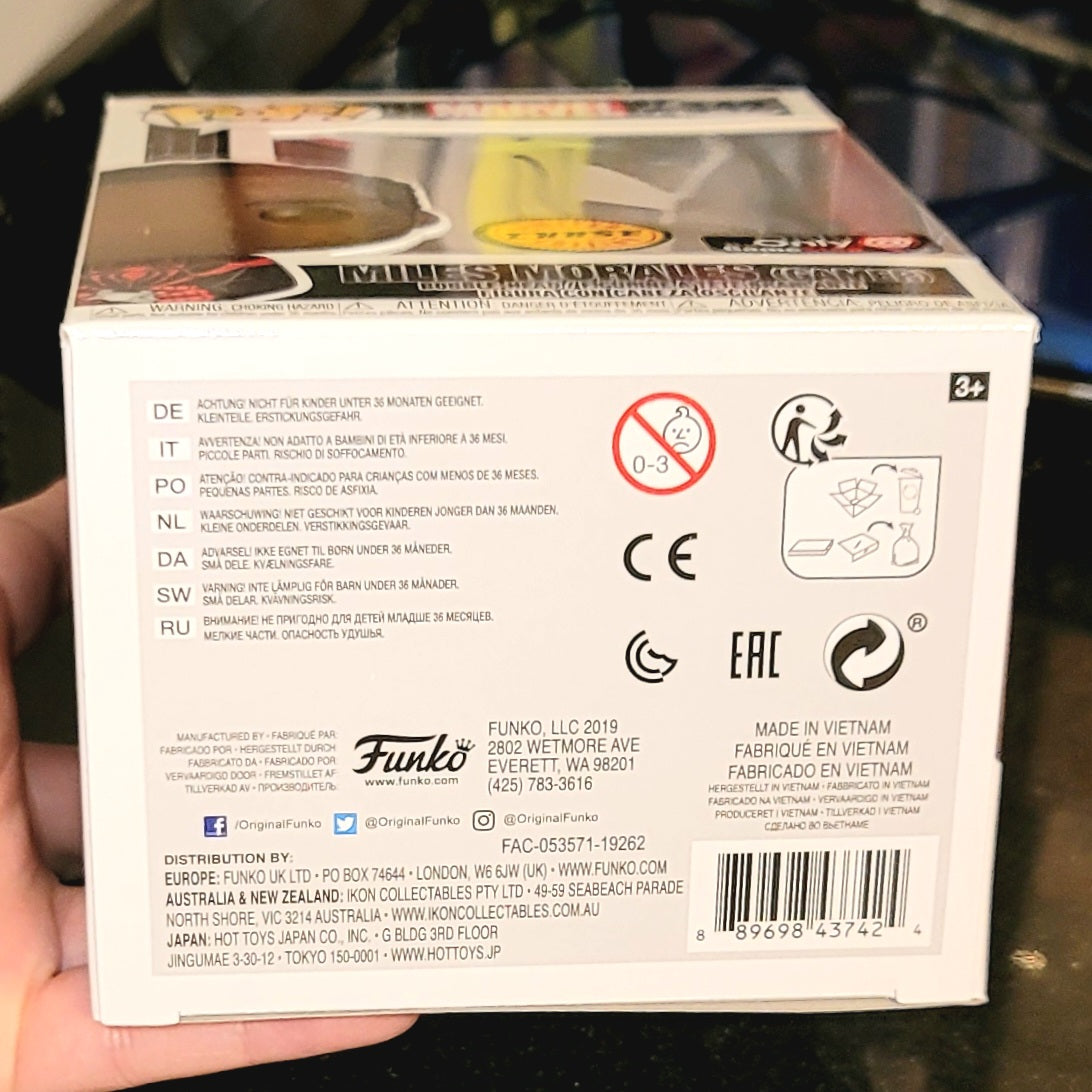 MARVEL
CHASE
Only
MILES MORALES (GAMER)
WARNING: CHOKING HAZARD
ATTENTION: DANGER D'ÉTOUFFEMENT
ADVERTENCIA: PELIGRO DE ASFIXIA
3+
DE ACHTUNG! NICHT FÜR KINDER UNTER 36 MONATEN GEEIGNET.
KLEINTEILE. ERSTICKUNGSGEFAHR.
IT AVVERTENZA! NON ADATTO A BAMBINI DI ETÀ INFERIORE A 36 MESI.
PICCOLE PARTI. RISCHIO DI SOFFOCAMENTO.
PO ATENÇÃO! CONTRA-INDICADO PARA CRIANÇAS COM MENOS DE 36 MESES.
PEQUENAS PARTES. RISCO DE ASFIXIA.
NL WAARSCHUWING! NIET GESCHIKT VOOR KINDEREN JONGER DAN 36 MAANDEN.
KLEINE ONDERDELEN. VERSTIKKINGSGEVAAR.
DA ADVARSEL! IKKE EGNET TIL BØRN UNDER 36 MÅNEDER.
SMÅ DELE. KVÆLNINGSFARE.
SW VARNING! INTE LÄMPLIG FÖR BARN UNDER 36 MÅNADER.
SMÅ DELAR. KVÄVNINGSRISK.
RU ВНИМАНИЕ! НЕ ПРИГОДНО ДЛЯ ДЕТЕЙ МЛАДШЕ 36 МЕСЯЦЕВ.
МЕЛКИЕ ЧАСТИ. ОПАСНОСТЬ УДУШЬЯ.
0-3
CE
EAC
®
MANUFACTURED BY • FABRIQUÉ PAR:
FABRICADO POR • HERGESTELLT DURCH:
FABBRICATO DA • FABRICADO POR:
VERVAARDIGD DOOR • FREMSTILLET AF:
TILLVERKAD AV • ПРОИЗВОДИТЕЛЬ:
Funko
www.funko.com
FUNKO, LLC 2019
2802 WETMORE AVE
EVERETT, WA 98201
(425) 783-3616
MADE IN VIETNAM
FABRIQUÉ EN VIETNAM
FABRICADO EN VIETNAM
HERGESTELLT IN VIETNAM • FABBRICATO IN VIETNAM
FABRICADO NA VIETNAM • VERVAARDIGD IN VIETNAM
PRODUCERET I VIETNAM • TILLVERKAD I VIETNAM
СДЕЛАНО ВО ВЬЕТНАМЕ
/OriginalFunko @OriginalFunko @OriginalFunko
FAC-053571-19262
DISTRIBUTION BY:
EUROPE: FUNKO UK LTD • PO BOX 74644 • LONDON, W6 6JW (UK) • WWW.FUNKO.COM
AUSTRALIA & NEW ZEALAND: IKON COLLECTABLES PTY LTD • 49-59 SEABEACH PARADE
NORTH SHORE, VIC 3214 AUSTRALIA • WWW.IKONCOLLECTABLES.COM.AU
JAPAN: HOT TOYS JAPAN CO., INC. • G BLDG 3RD FLOOR
JINGUMAE 3-30-12 • TOKYO 150-0001 • WWW.HOTTOYS.JP
8 89698 43742 4